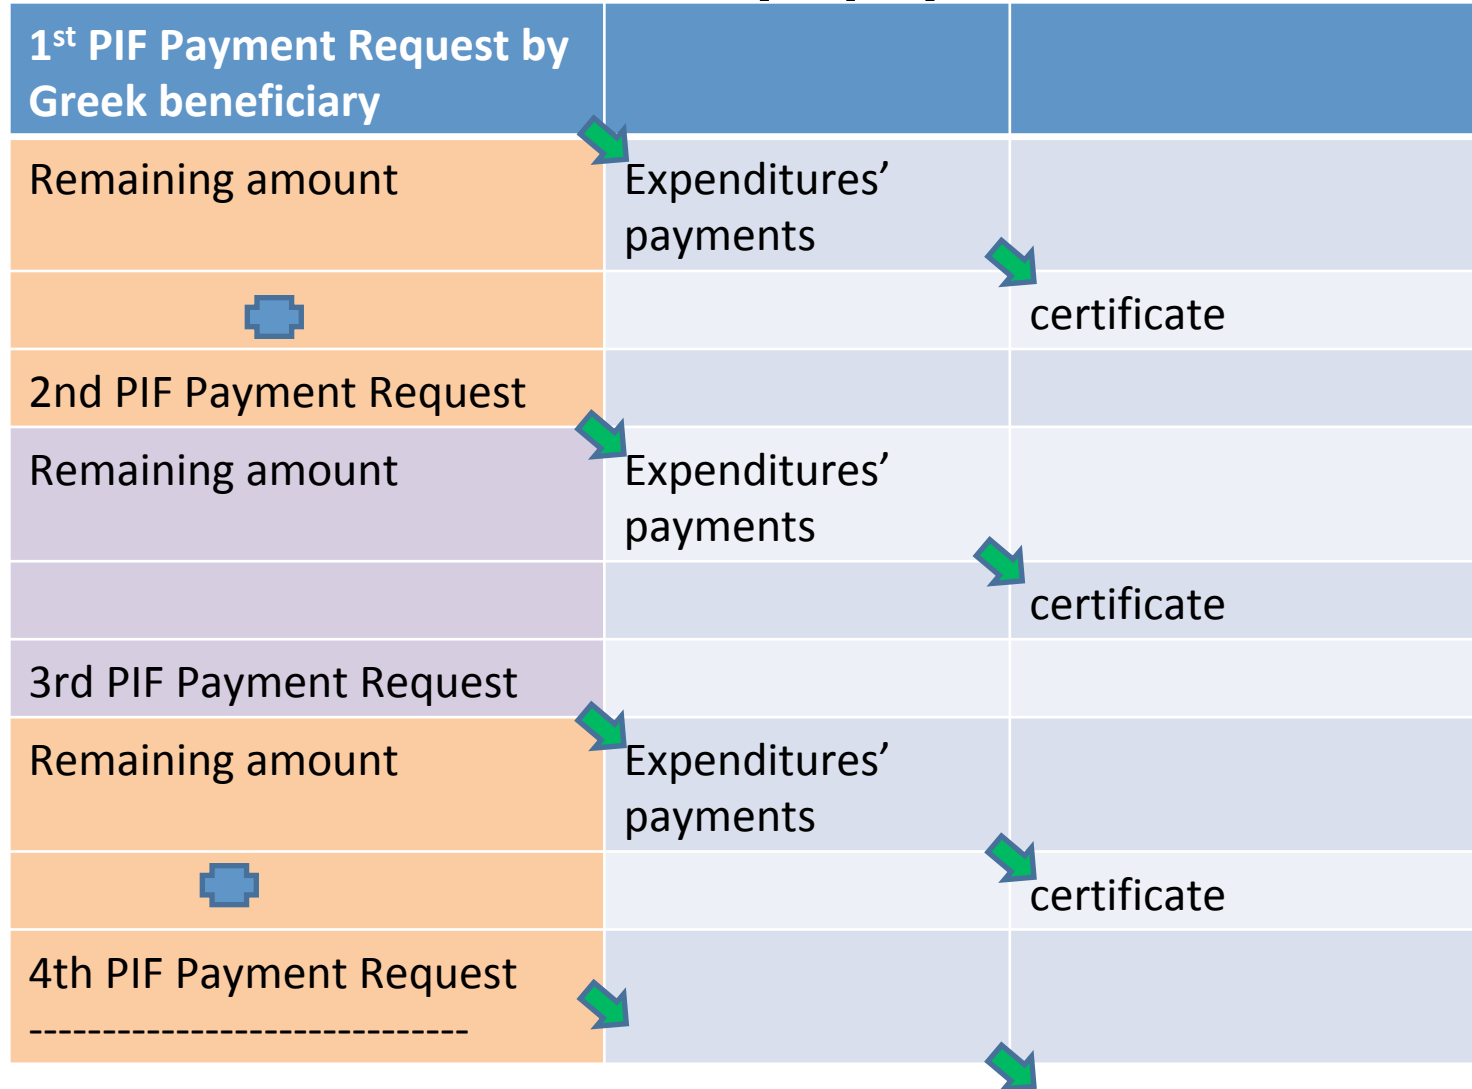 1st PIF Payment Request by
Greek beneficiary
Remaining amount
Expenditures’
payments
certificate
2nd PIF Payment Request
Remaining amount
Expenditures’
payments
certificate
3rd PIF Payment Request
Remaining amount
Expenditures’
payments
certificate
4th PIF Payment Request
------------------------------